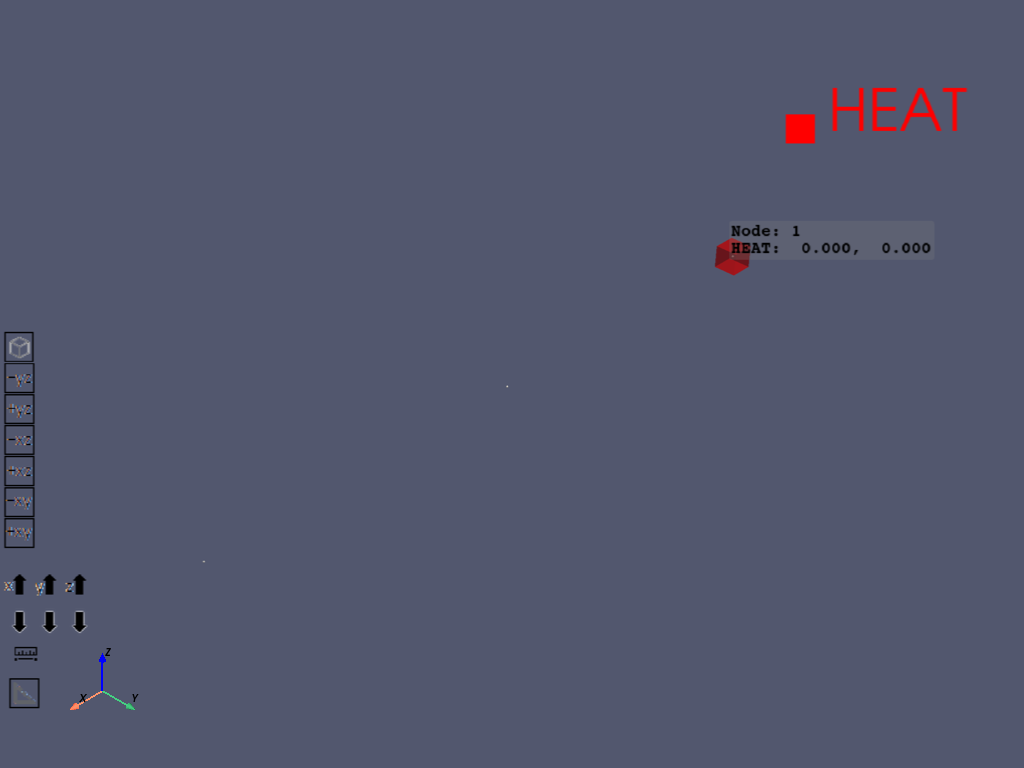 HEAT
Node: 1
HEAT: 0.000, 0.000
-yz
+yz
-xz
+xz
-xy
+xy
x y z
Z
X Y